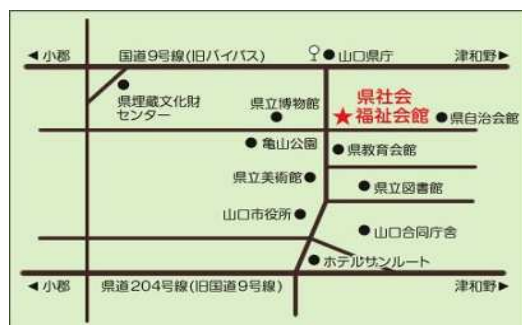 ◀小郡 国道9号線(旧バイパス) 山口県庁 津和野▶
県埋蔵文化財
センター
県立博物館
県社会
福祉会館
県自治会館
亀山公園
県教育会館
県立美術館
県立図書館
山口市役所
山口合同庁舎
ホテルサンルート
◀小郡 県道204号線(旧国道9号線) 津和野▶